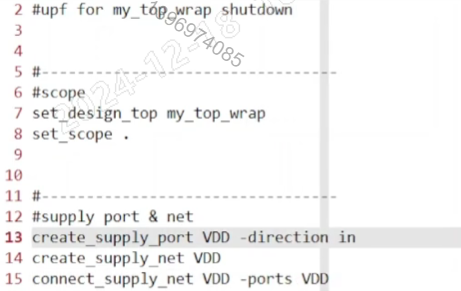 2 #upf for my_top_wrap shutdown
3
4
5 #-----------------------------------
6 #scope
7 set_design_top my_top_wrap
8 set_scope .
9
10
11 #-----------------------------------
12 #supply port & net
13 create_supply_port VDD -direction in
14 create_supply_net VDD
15 connect_supply_net VDD -ports VDD
2024-12-18